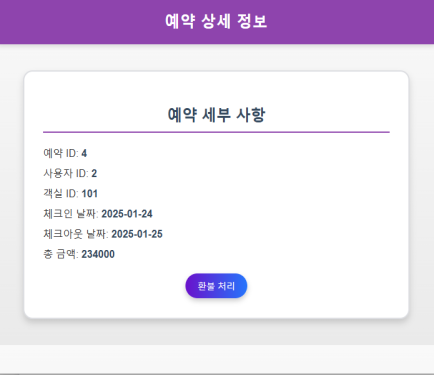 예약 상세 정보
예약 세부 사항
예약 ID: 4
사용자 ID: 2
객실 ID: 101
체크인 날짜: 2025-01-24
체크아웃 날짜: 2025-01-25
총 금액: 234000
환불 처리